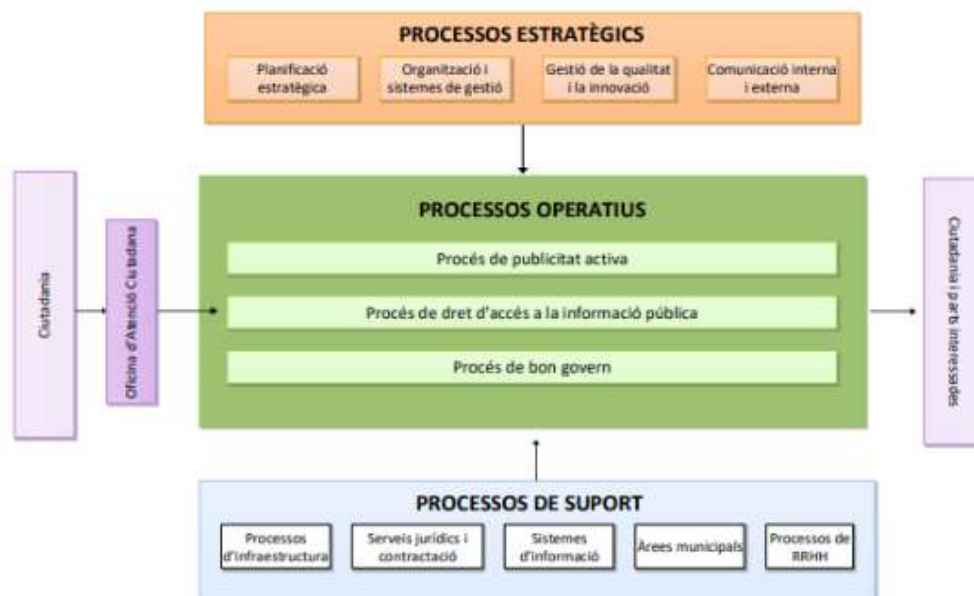 PROCESSOS ESTRATÈGICS
Planificació
estratègica
Organització i
sistemes de gestió
Gestió de la qualitat
i la innovació
Comunicació interna
i externa
Ciutadania
Oficina d'Atenció Ciutadana
PROCESSOS OPERATIUS
Procés de publicitat activa
Procés de dret d'accés a la informació pública
Procés de bon govern
Ciutadania i parts interessades
PROCESSOS DE SUPORT
Processos
d'infraestructura
Serveis jurídics i
contractació
Sistemes
d'informació
Àrees municipals
Processos de
RRHH